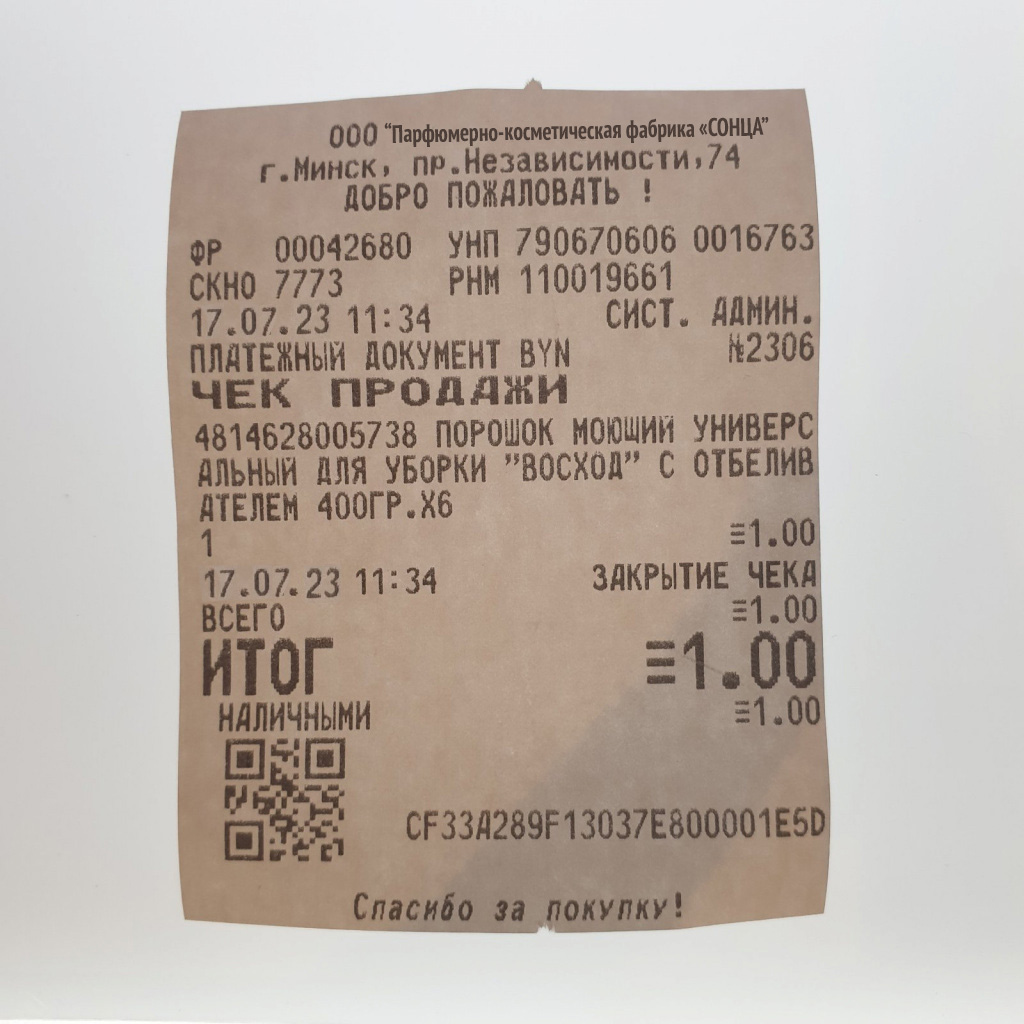 ООО “Парфюмерно-косметическая фабрика «СОНЦА”
г.Минск, пр.Независимости,74
ДОБРО ПОЖАЛОВАТЬ !
ФР 00042680 УНП 790670606 0016763
СКНО 7773 РНМ 110019661
17.07.23 11:34 СИСТ. АДМИН.
ПЛАТЕЖНЫЙ ДОКУМЕНТ BYN №2306
ЧЕК ПРОДАЖИ
4814628005738 ПОРОШОК МОЮЩИЙ УНИВЕРС
АЛЬНЫЙ ДЛЯ УБОРКИ ”ВОСХОД” С ОТБЕЛИВ
АТЕЛЕМ 400ГР.Х6
1 ≡1.00
17.07.23 11:34 ЗАКРЫТИЕ ЧЕКА
ВСЕГО ≡1.00
ИТОГ ≡1.00
НАЛИЧНЫМИ ≡1.00
CF33A289F13037E800001E5D
Спасибо за покупку!